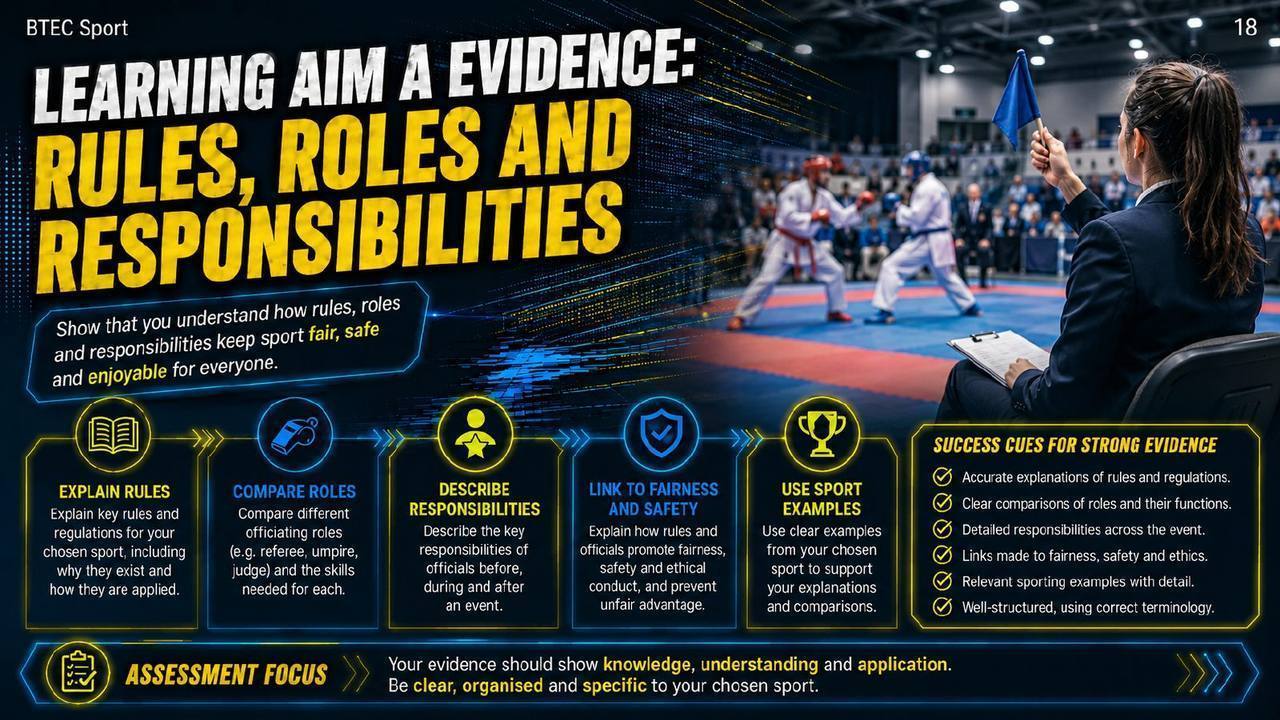 BTEC Sport
18
LEARNING AIM A EVIDENCE:
RULES, ROLES AND
RESPONSIBILITIES
Show that you understand how rules, roles
and responsibilities keep sport fair, safe
and enjoyable for everyone.
EXPLAIN RULES
Explain key rules and
regulations for your
chosen sport, including
why they exist and
how they are applied.
COMPARE ROLES
Compare different
officiating roles
(e.g. referee, umpire,
judge) and the skills
needed for each.
DESCRIBE
RESPONSIBILITIES
Describe the key
responsibilities of
officials before,
during and after
an event.
LINK TO FAIRNESS
AND SAFETY
Explain how rules and
officials promote fairness,
safety and ethical
conduct, and prevent
unfair advantage.
USE SPORT
EXAMPLES
Use clear examples
from your chosen
sport to support
your explanations
and comparisons.
SUCCESS CUES FOR STRONG EVIDENCE
Accurate explanations of rules and regulations.
Clear comparisons of roles and their functions.
Detailed responsibilities across the event.
Links made to fairness, safety and ethics.
Relevant sporting examples with detail.
Well-structured, using correct terminology.
ASSESSMENT FOCUS
Your evidence should show knowledge, understanding and application.
Be clear, organised and specific to your chosen sport.